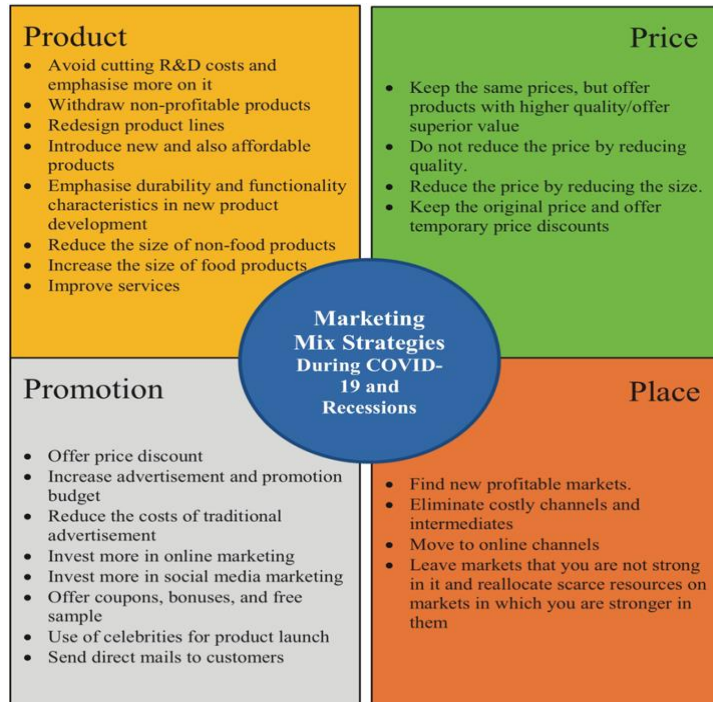 Product
• Avoid cutting R&D costs and
emphasise more on it
• Withdraw non-profitable products
• Redesign product lines
• Introduce new and also affordable
products
• Emphasise durability and functionality
characteristics in new product
development
• Reduce the size of non-food products
• Increase the size of food products
• Improve services
Price
• Keep the same prices, but offer
products with higher quality/offer
superior value
• Do not reduce the price by reducing
quality.
• Reduce the price by reducing the size.
• Keep the original price and offer
temporary price discounts
Marketing
Mix Strategies
During COVID-
19 and
Recessions
Promotion
• Offer price discount
• Increase advertisement and promotion
budget
• Reduce the costs of traditional
advertisement
• Invest more in online marketing
• Invest more in social media marketing
• Offer coupons, bonuses, and free
sample
• Use of celebrities for product launch
• Send direct mails to customers
Place
• Find new profitable markets.
• Eliminate costly channels and
intermediates
• Move to online channels
• Leave markets that you are not strong
in it and reallocate scarce resources on
markets in which you are stronger in
them